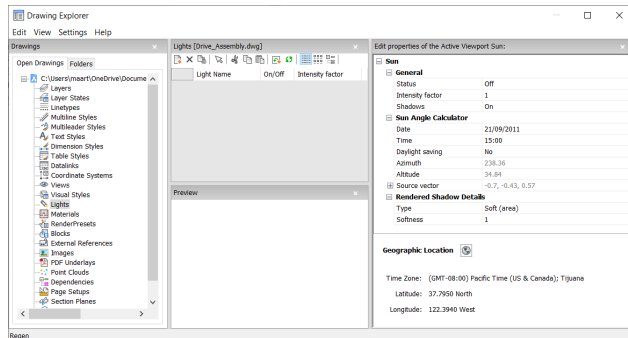 Drawing Explorer
Edit View Settings Help
Drawings
Open Drawings Folders
C:\Users\maart\OneDrive\Docume
Layers
Layer States
Linetypes
Multiline Styles
Multileader Styles
Text Styles
Dimension Styles
Table Styles
Datalinks
Coordinate Systems
Views
Visual Styles
Lights
Materials
RenderPresets
Blocks
External References
Images
PDF Underlays
Point Clouds
Dependencies
Page Setups
Section Planes
Lights [Drive_Assembly.dwg]
Light Name On/Off Intensity factor
Preview
Edit properties of the Active Viewport Sun:
Sun
General
Status Off
Intensity factor 1
Shadows On
Sun Angle Calculator
Date 21/09/2011
Time 15:00
Daylight saving No
Azimuth 238.36
Altitude 34.84
Source vector -0.7, -0.43, 0.57
Rendered Shadow Details
Type Soft (area)
Softness 1
Geographic Location
Time Zone: (GMT-08:00) Pacific Time (US & Canada); Tijuana
Latitude: 37.7950 North
Longitude: 122.3940 West
Regen